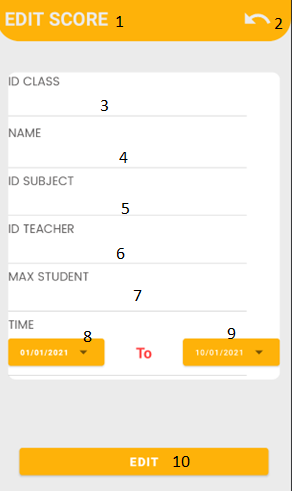 EDIT SCORE 1
2
ID CLASS
3
NAME
4
ID SUBJECT
5
ID TEACHER
6
MAX STUDENT
7
TIME
8 9
01/01/2021 To 10/01/2021
EDIT 10